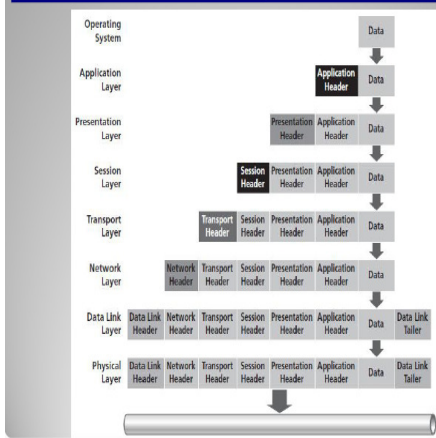 Operating
System
Data
Application
Layer
Application
Header
Data
Presentation
Layer
Presentation
Header
Application
Header
Data
Session
Layer
Session
Header
Presentation
Header
Application
Header
Data
Transport
Layer
Transport
Header
Session
Header
Presentation
Header
Application
Header
Data
Network
Layer
Network
Header
Transport
Header
Session
Header
Presentation
Header
Application
Header
Data
Data Link
Layer
Data Link
Header
Network
Header
Transport
Header
Session
Header
Presentation
Header
Application
Header
Data
Data Link
Tailer
Physical
Layer
Data Link
Header
Network
Header
Transport
Header
Session
Header
Presentation
Header
Application
Header
Data
Data Link
Tailer